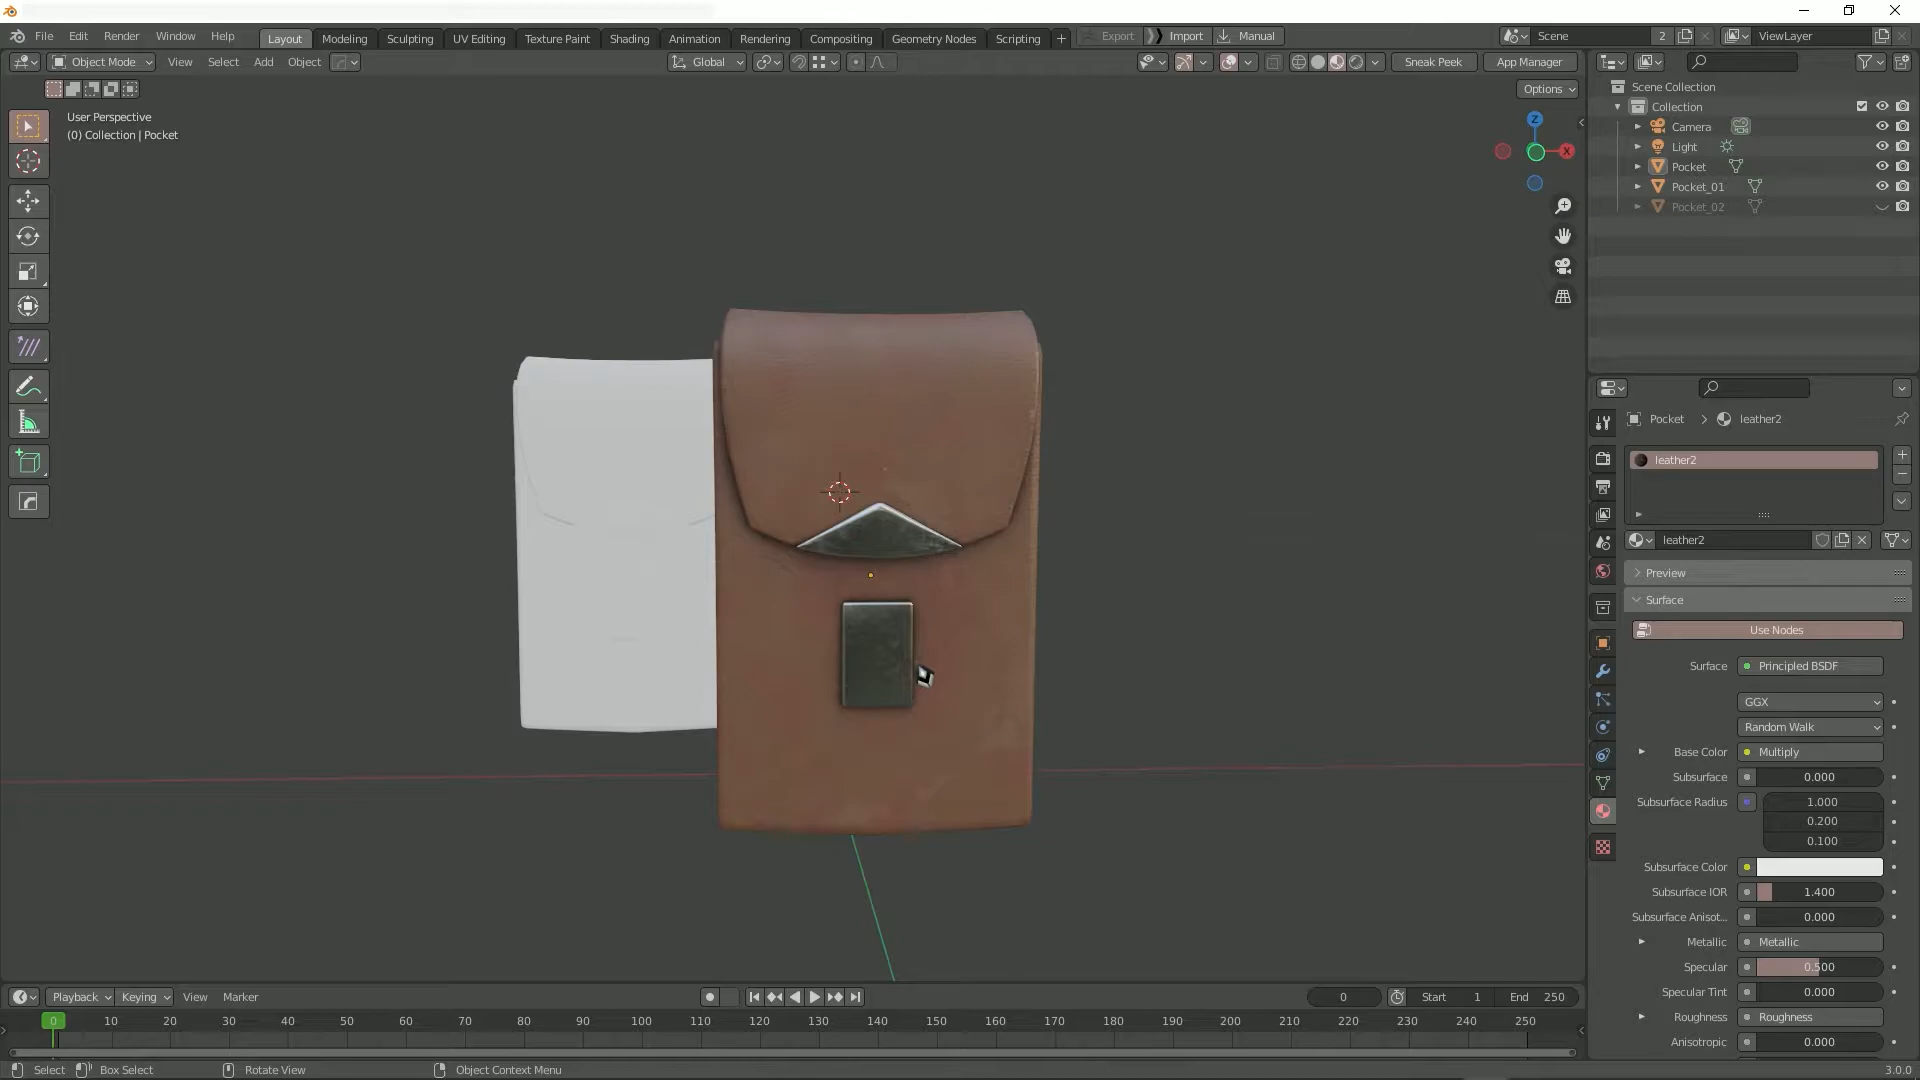 File Edit Render Window Help Layout Modeling Sculpting UV Editing Texture Paint Shading Animation Rendering Compositing Geometry Nodes Scripting + Export Import Manual Scene 2 ViewLayer
Object Mode View Select Add Object Global Sneak Peek App Manager
Options
User Perspective
(0) Collection | Pocket
Z
X
Scene Collection
Collection
Camera
Light
Pocket
Pocket_01
Pocket_02
Pocket > leather2
leather2
leather2
Preview
Surface
Use Nodes
Surface Principled BSDF
GGX
Random Walk
Base Color Multiply
Subsurface 0.000
Subsurface Radius 1.000
0.200
0.100
Subsurface Color
Subsurface IOR 1.400
Subsurface Anisot... 0.000
Metallic Metallic
Specular 0.500
Specular Tint 0.000
Roughness Roughness
Anisotropic 0.000
Playback Keying View Marker 0 Start 1 End 250
0 10 20 30 40 50 60 70 80 90 100 110 120 130 140 150 160 170 180 190 200 210 220 230 240 250
Select Box Select Rotate View Object Context Menu 3.0.0